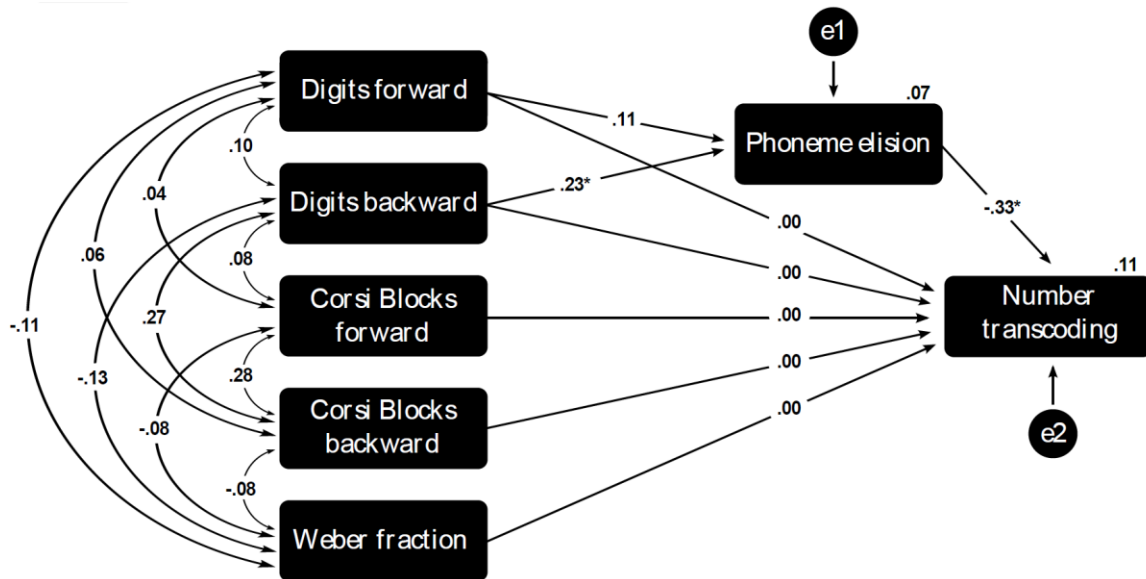 e1
.07
Digits forward
.11
Phoneme elision
.10
Digits backward
.23*
-.33*
.04
.00
.06
.08
.00
.11
Corsi Blocks
forward
.00
Number
transcoding
-.11
.27
-.13
.28
.00
-.08
Corsi Blocks
backward
.00
e2
-.08
Weber fraction